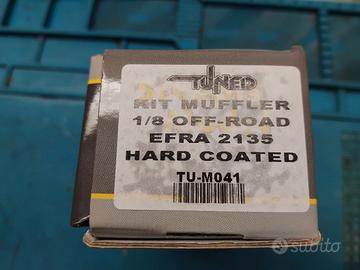 TUNED
KIT MUFFLER
1/8 OFF-ROAD
EFRA 2135
HARD COATED
TU-M041
subito